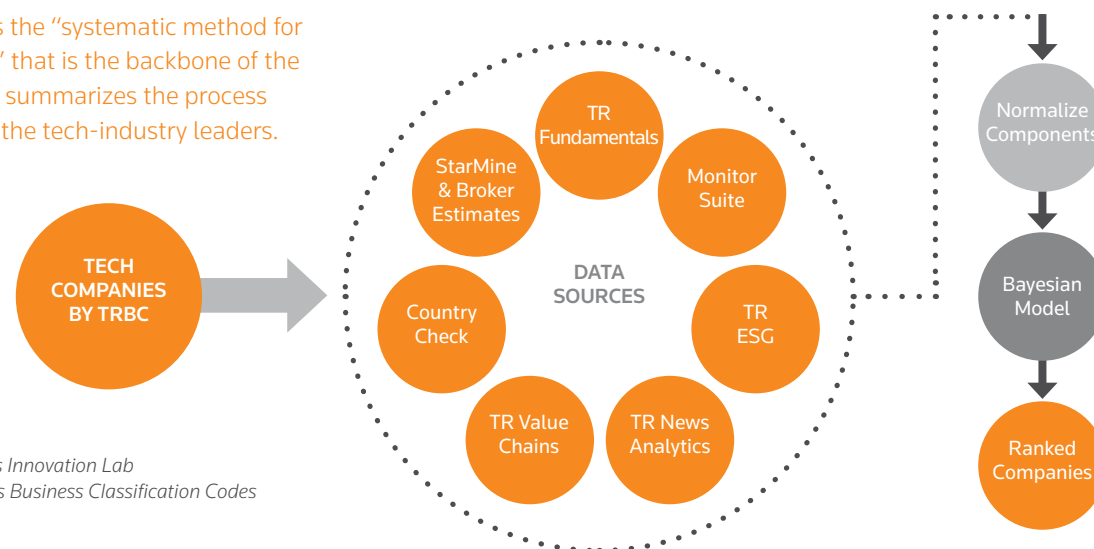 s the “systematic method for
” that is the backbone of the
summarizes the process
the tech-industry leaders.
TECH
COMPANIES
BY TRBC
DATA
SOURCES
TR
Fundamentals
Monitor
Suite
TR
ESG
TR News
Analytics
TR Value
Chains
Country
Check
StarMine
& Broker
Estimates
Normalize
Components
Bayesian
Model
Ranked
Companies
s Innovation Lab
s Business Classification Codes